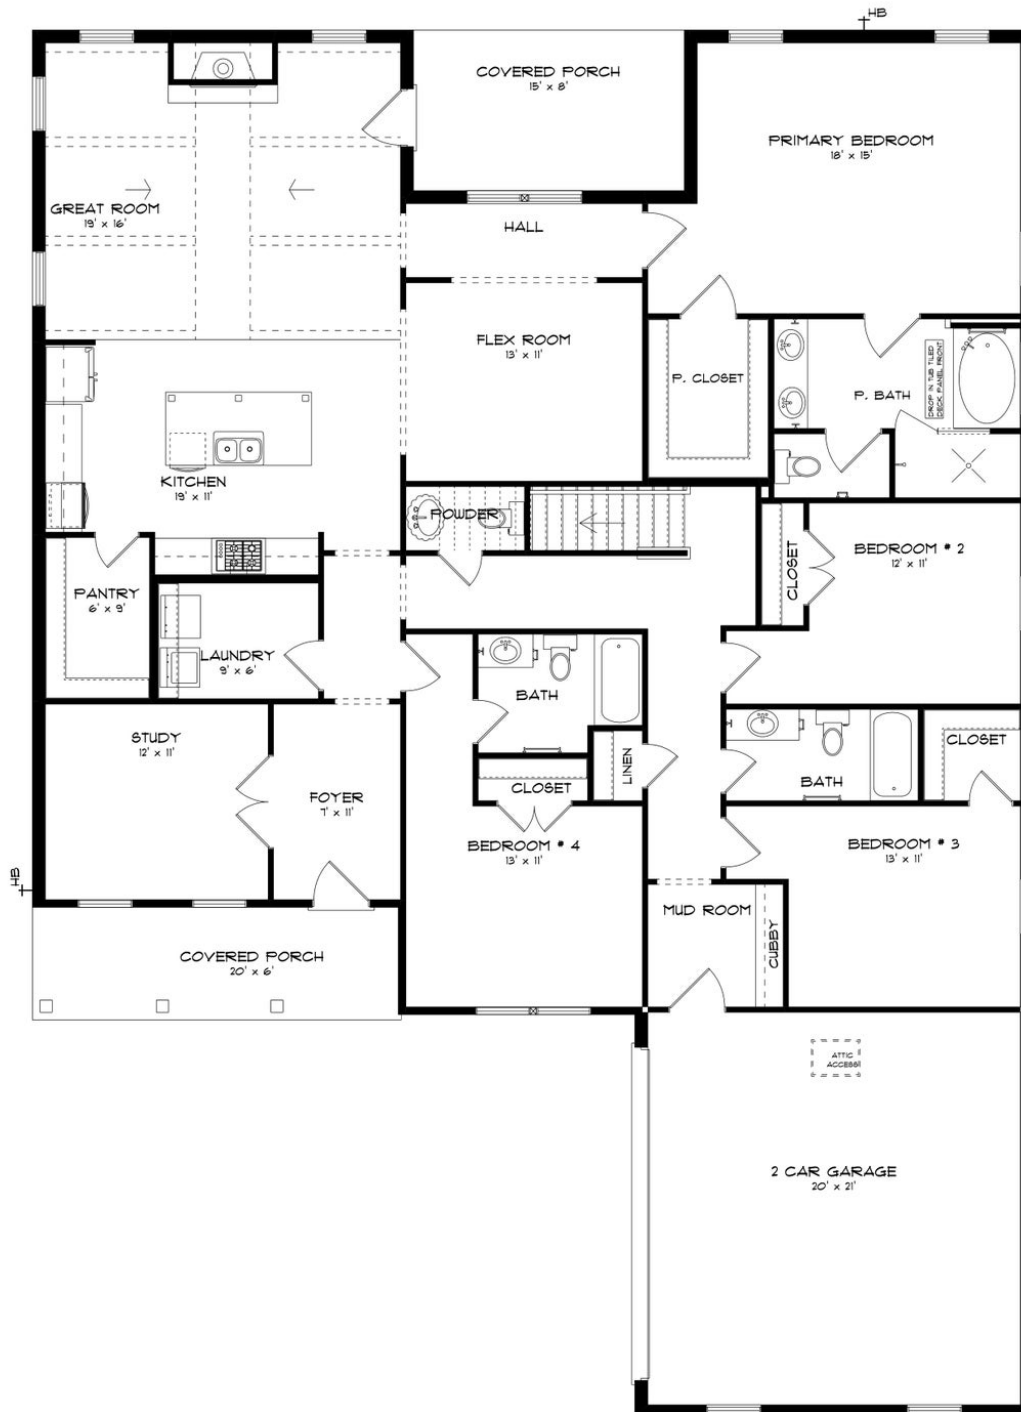 HB
COVERED PORCH
15' x 8'
PRIMARY BEDROOM
18' x 15'
GREAT ROOM
19' x 16'
HALL
FLEX ROOM
13' x 11'
P. CLOSET
P. BATH
DROP IN TUB TILED
DECK, PANEL FRONT
KITCHEN
19' x 11'
POWDER
CLOSET
BEDROOM # 2
12' x 11'
PANTRY
6' x 9'
LAUNDRY
9' x 6'
BATH
STUDY
12' x 11'
FOYER
7' x 11'
LINEN
CLOSET
BATH
CLOSET
BEDROOM # 4
13' x 11'
BEDROOM # 3
13' x 11'
HB
MUD ROOM
CUBBY
COVERED PORCH
20' x 6'
ATTIC
ACCESS
2 CAR GARAGE
20' x 21'